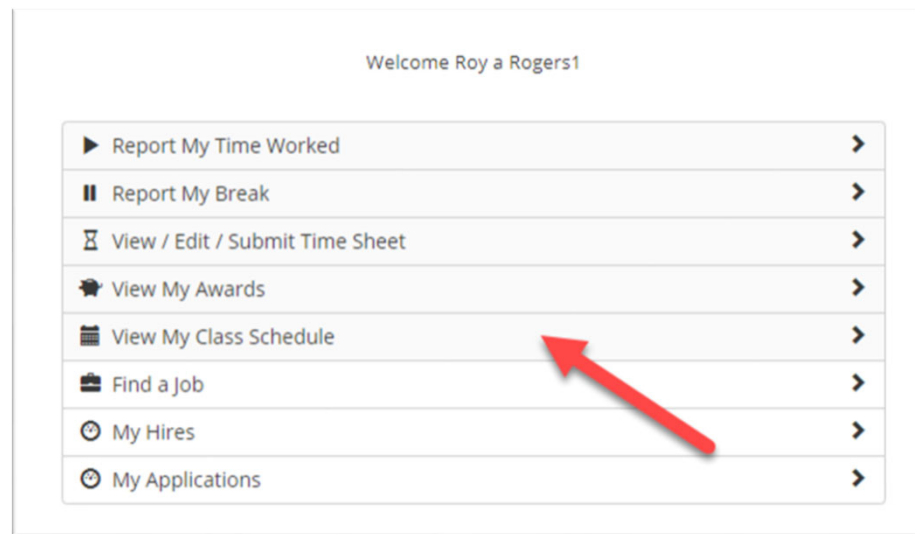 Welcome Roy a Rogers1
Report My Time Worked
Report My Break
View / Edit / Submit Time Sheet
View My Awards
View My Class Schedule
Find a Job
My Hires
My Applications